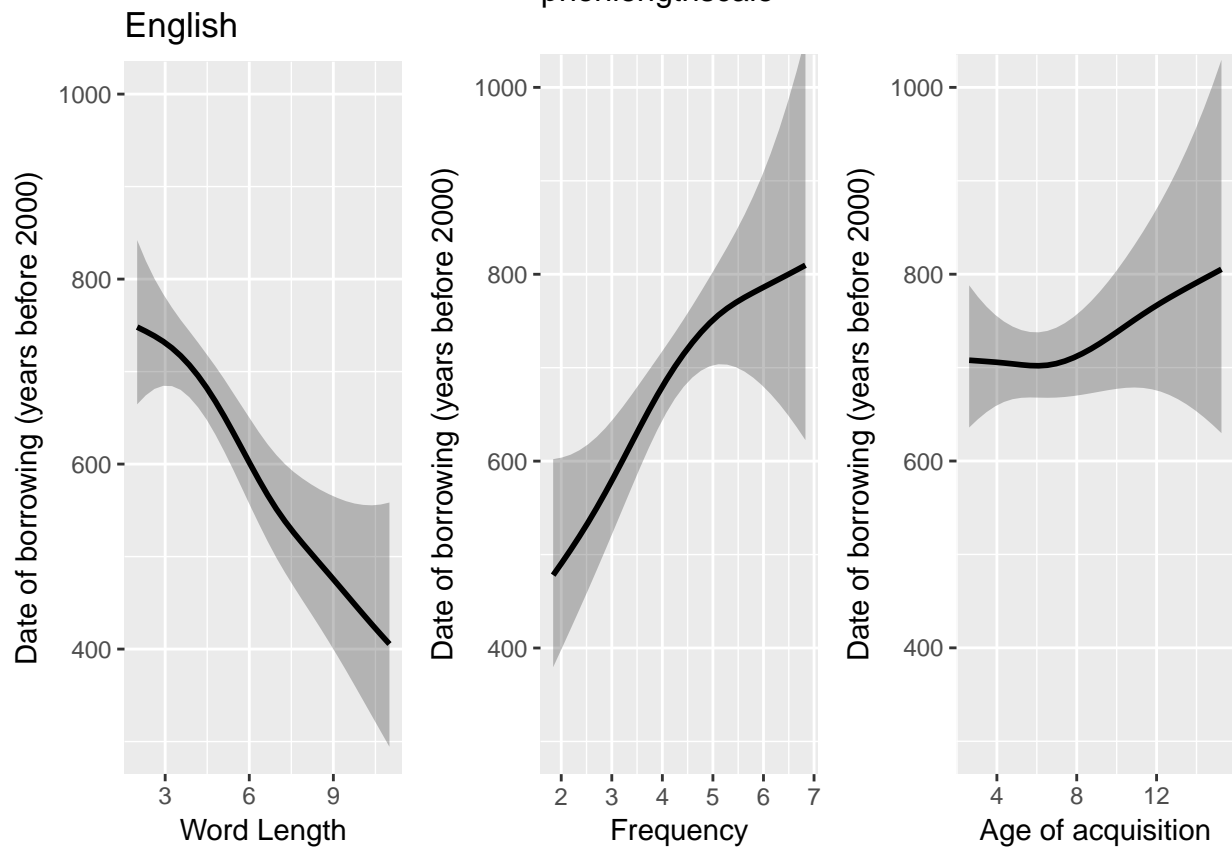 English
Date of borrowing (years before 2000)
1000
800
600
400
3 6 9
Word Length
Date of borrowing (years before 2000)
1000
800
600
400
2 3 4 5 6 7
Frequency
Date of borrowing (years before 2000)
1000
800
600
400
4 8 12
Age of acquisition